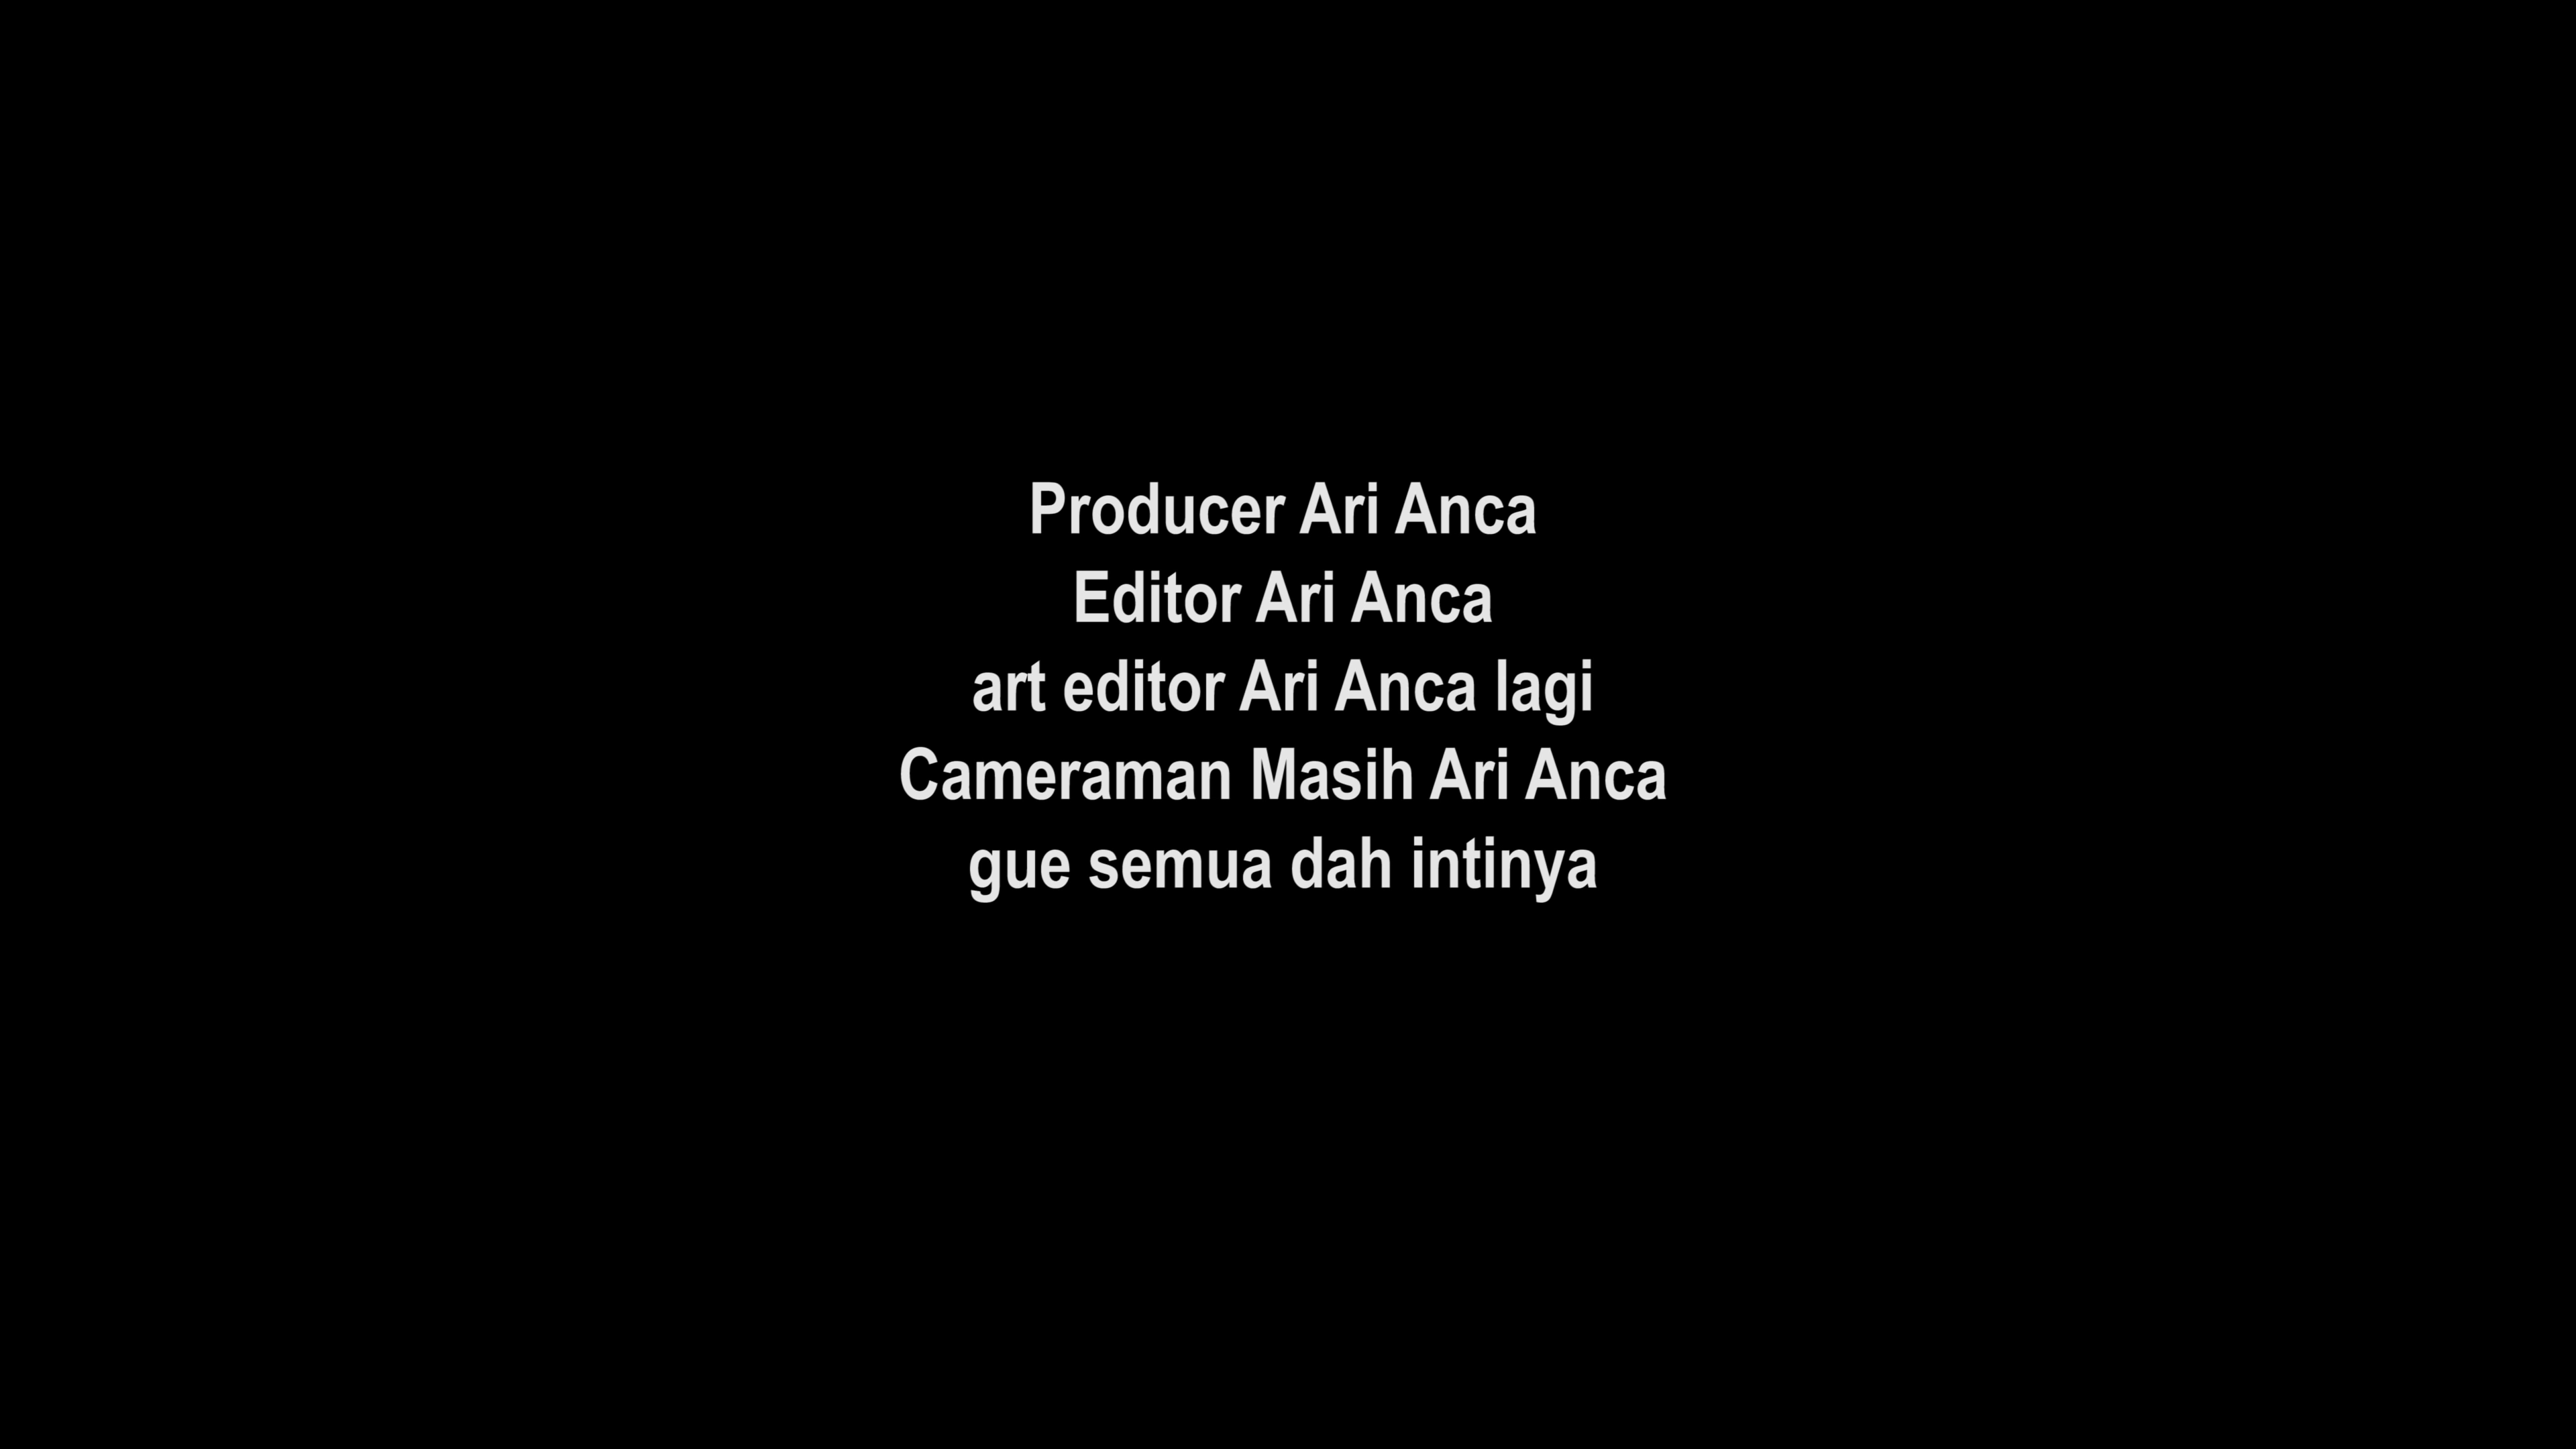 Producer Ari Anca
Editor Ari Anca
art editor Ari Anca lagi
Cameraman Masih Ari Anca
gue semua dah intinya